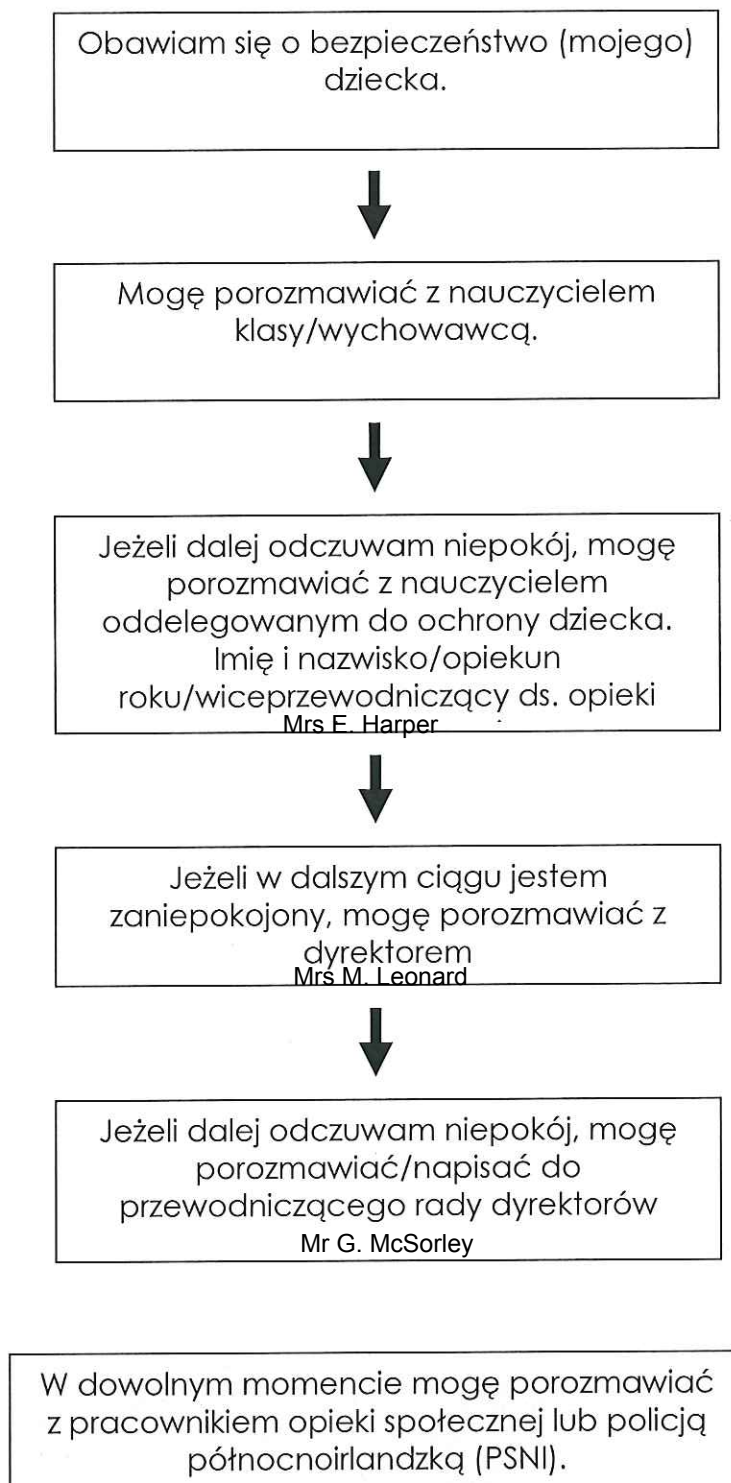 Obawiam się o bezpieczeństwo (mojego)
dziecka.
Mogę porozmawiać z nauczycielem
klasy/wychowawcą.
Jeżeli dalej odczuwam niepokój, mogę
porozmawiać z nauczycielem
oddelegowanym do ochrony dziecka.
Imię i nazwisko/opiekun
roku/wiceprzewodniczący ds. opieki
Mrs E. Harper
Jeżeli w dalszym ciągu jestem
zaniepokojony, mogę porozmawiać z
dyrektorem
Mrs M. Leonard
Jeżeli dalej odczuwam niepokój, mogę
porozmawiać/napisać do
przewodniczącego rady dyrektorów
Mr G. McSorley
W dowolnym momencie mogę porozmawiać
z pracownikiem opieki społecznej lub policją
północnoirlandzką (PSNI).